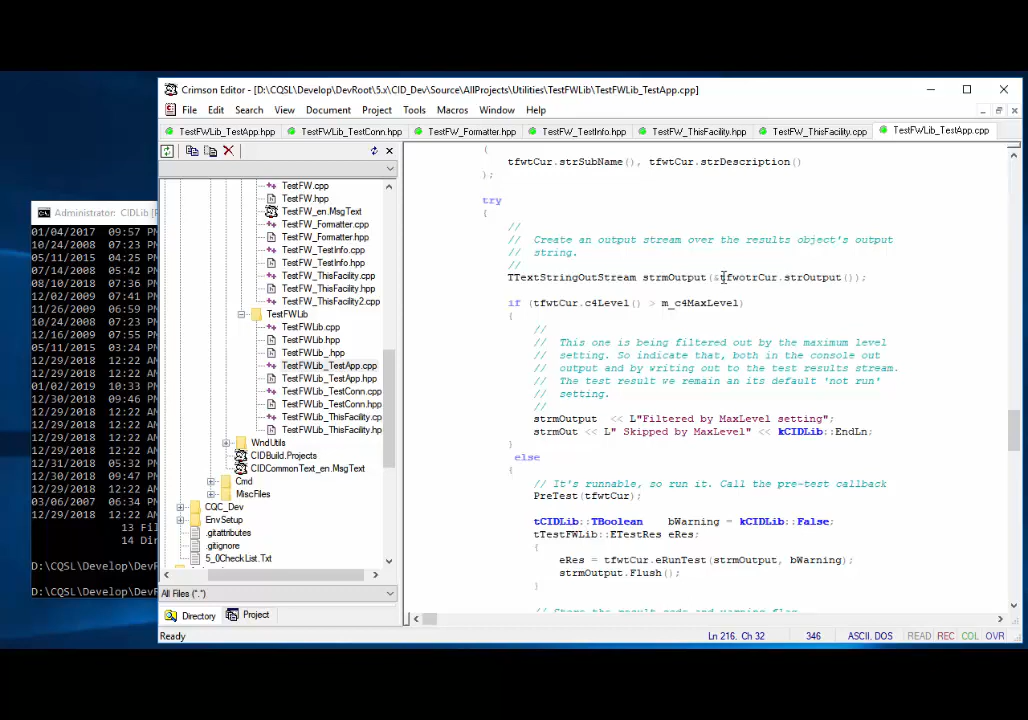 Crimson Editor - [D:\CQSL\Develop\DevRoot\5.x\CID_Dev\Source\AllProjects\Utilities\TestFWLib\TestFWLib_TestApp.cpp]
File Edit Search View Document Project Tools Macros Window Help
TestFWLib_TestApp.hpp TestFWLib_TestConn.hpp TestFW_Formatter.hpp TestFW_TestInfo.hpp TestFW_ThisFacility.hpp TestFW_ThisFacility.cpp TestFWLib_TestApp.cpp
Administrator: CIDLib [
01/04/2017 09:57 PM
10/24/2008 07:23 PM
05/11/2015 04:25 PM
07/14/2018 05:42 PM
08/10/2018 07:36 PM
12/02/2009 07:41 PM
11/26/2008 06:59 PM
10/24/2008 07:23 PM
12/16/2009 07:55 PM
05/11/2015 03:24 PM
12/29/2018 12:22 AM
12/29/2018 12:22 AM
01/02/2019 10:33 PM
12/30/2018 09:46 AM
12/29/2018 12:22 AM
12/29/2018 12:22 AM
12/29/2018 12:22 AM
12/29/2018 12:22 AM
12/31/2018 05:32 PM
12/30/2018 09:47 PM
12/29/2018 12:22 AM
03/06/2007 06:34 PM
12/29/2018 12:22 AM
13 Fil
14 Dir
D:\CQSL\Develop\Dev
D:\CQSL\Develop\Dev
TestFW.cpp
TestFW.hpp
TestFW_en.MsgText
TestFW_Formatter.cpp
TestFW_Formatter.hpp
TestFW_TestInfo.cpp
TestFW_TestInfo.hpp
TestFW_ThisFacility.cpp
TestFW_ThisFacility.hpp
TestFW_ThisFacility2.cpp
TestFWLib
TestFWLib.cpp
TestFWLib.hpp
TestFWLib_.hpp
TestFWLib_TestApp.cpp
TestFWLib_TestApp.hpp
TestFWLib_TestConn.cpp
TestFWLib_TestConn.hpp
TestFWLib_ThisFacility.cp
TestFWLib_ThisFacility.hp
WndUtils
CIDBuild.Projects
CIDCommonText_en.MsgText
Cmd
MiscFiles
CQC_Dev
EnvSetup
.gitattributes
.gitignore
5_0CheckList.Txt
All Files (*.*)
Directory Project
(
tfwtCur.strSubName(), tfwtCur.strDescription()
);
try
{
//
// Create an output stream over the results object's output
// string.
//
TTextStringOutStream strmOutput(&tfwotrCur.strOutput());
if (tfwtCur.c4Level() > m_c4MaxLevel)
{
//
// This one is being filtered out by the maximum level
// setting. So indicate that, both in the console out
// output and by writing out to the test results stream.
// The test result we remain an its default 'not run'
// setting.
//
strmOutput << L"Filtered by MaxLevel setting";
strmOut << L" Skipped by MaxLevel" << kCIDLib::EndLn;
}
else
{
// It's runnable, so run it. Call the pre-test callback
PreTest(tfwtCur);
tCIDLib::TBoolean bWarning = kCIDLib::False;
tTestFWLib::ETestRes eRes;
{
eRes = tfwtCur.eRunTest(strmOutput, bWarning);
strmOutput.Flush();
}
// Store the result code and warning flag
Ready Ln 216, Ch 32 346 ASCII, DOS READ REC COL OVR